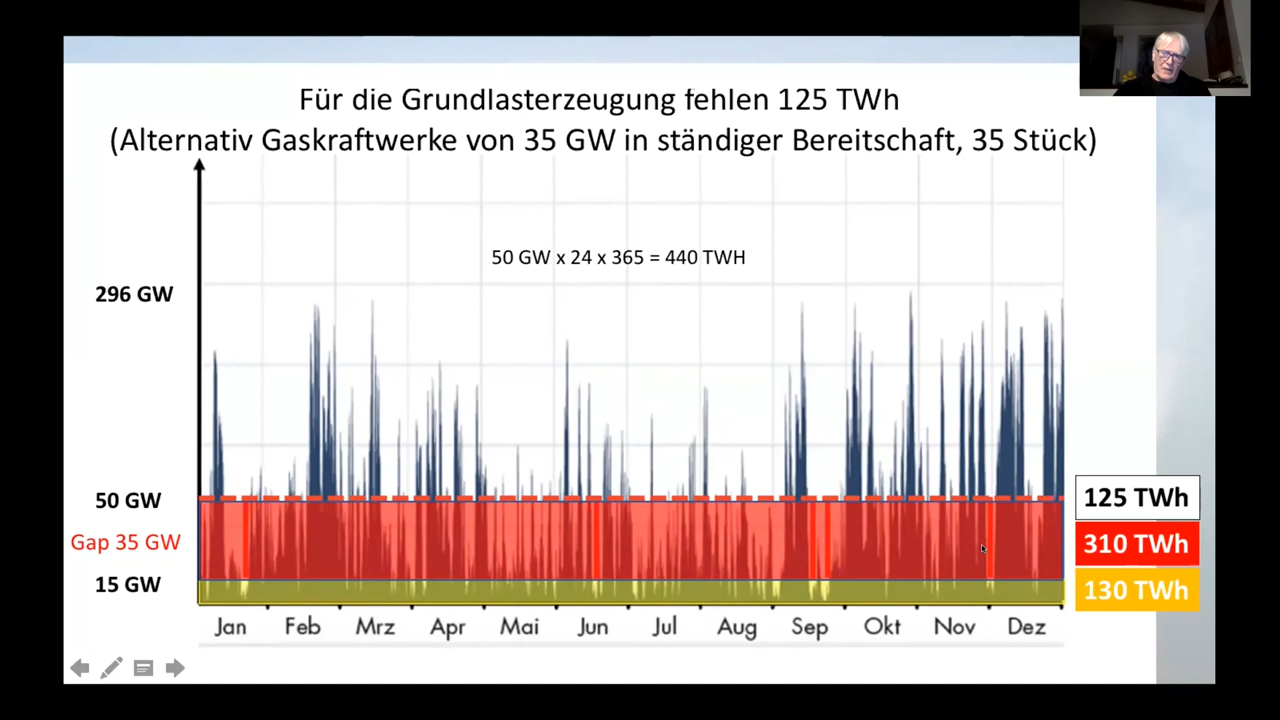 Für die Grundlasterzeugung fehlen 125 TWh
(Alternativ Gaskraftwerke von 35 GW in ständiger Bereitschaft, 35 Stück)
50 GW x 24 x 365 = 440 TWH
296 GW
50 GW
125 TWh
Gap 35 GW
310 TWh
15 GW
130 TWh
Jan Feb Mrz Apr Mai Jun Jul Aug Sep Okt Nov Dez